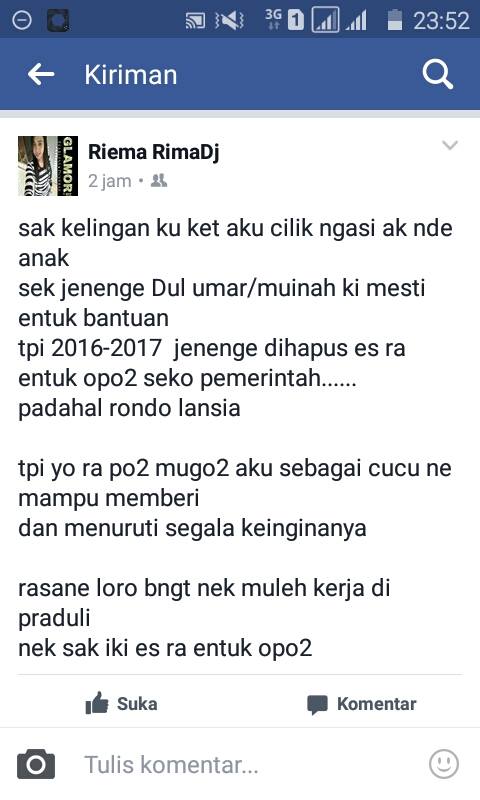 3G 1 23:52
Kiriman
GLAMOR
Riema RimaDj
2 jam
sak kelingan ku ket aku cilik ngasi ak nde
anak
sek jenenge Dul umar/muinah ki mesti
entuk bantuan
tpi 2016-2017 jenenge dihapus es ra
entuk opo2 seko pemerintah......
padahal rondo lansia
tpi yo ra po2 mugo2 aku sebagai cucu ne
mampu memberi
dan menuruti segala keinginanya
rasane loro bngt nek muleh kerja di
praduli
nek sak iki es ra entuk opo2
Suka
Komentar
Tulis komentar...